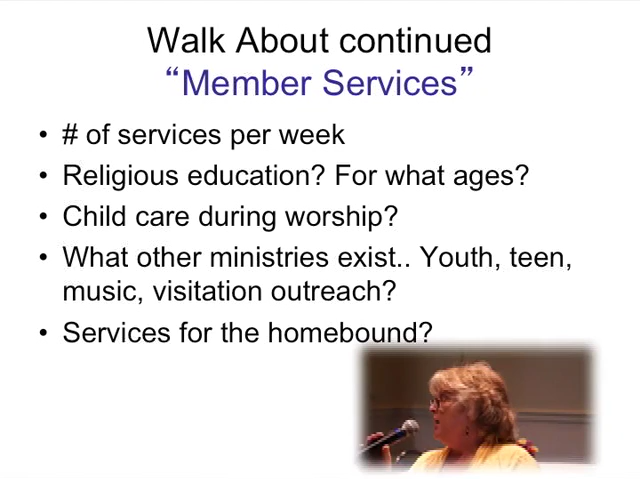 Walk About continued
“Member Services”
• # of services per week
• Religious education? For what ages?
• Child care during worship?
• What other ministries exist.. Youth, teen,
music, visitation outreach?
• Services for the homebound?